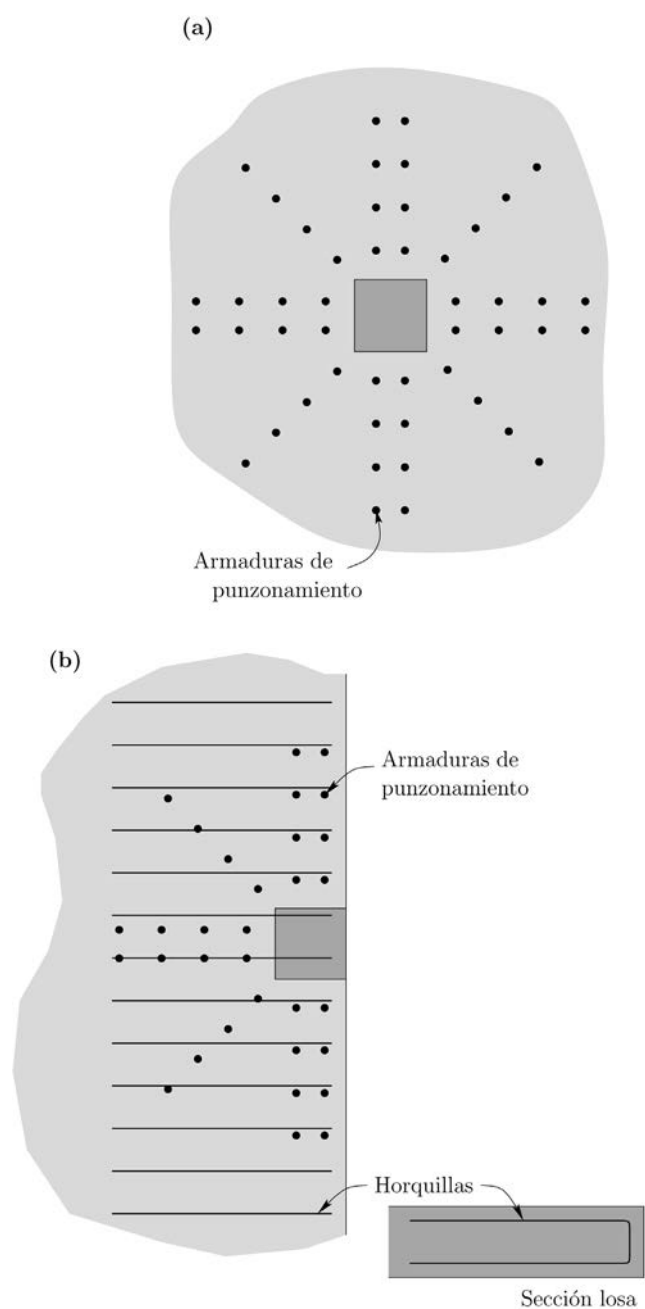 (a)
Armaduras de
punzonamiento
(b)
Armaduras de
punzonamiento
Horquillas
Sección losa